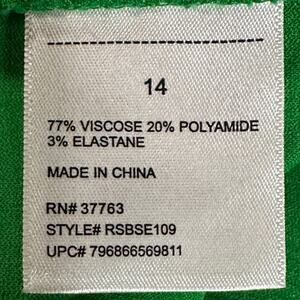 14
77% VISCOSE 20% POLYAMIDE
3% ELASTANE
MADE IN CHINA
RN# 37763
STYLE# RSBSE109
UPC# 796866569811